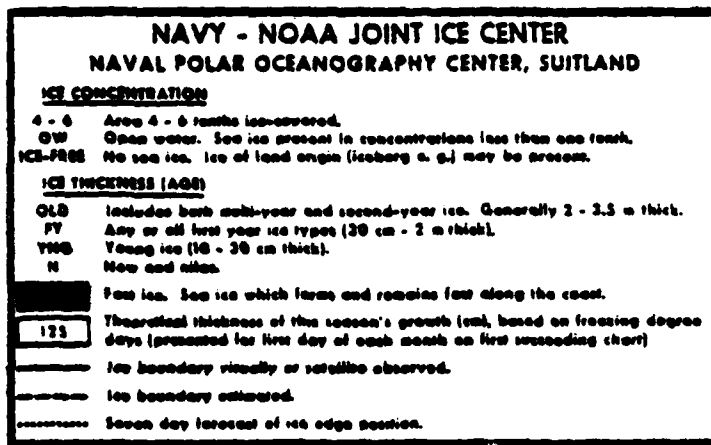 NAVY - NOAA JOINT ICE CENTER
NAVAL POLAR OCEANOGRAPHY CENTER, SUITLAND
ICE CONCENTRATION
4 - 6 Area 4 - 6 tenths ice-covered.
OW Open water. Sea ice present in concentrations less than one tenth.
ICE-FREE No sea ice. Ice of land origin (iceberg e. g.) may be present.
ICE THICKNESS (AGE)
OLD Includes both multi-year and second-year ice. Generally 2 - 3.5 m thick.
FY Any or all first year ice types (30 cm - 2 m thick).
YNG Young ice (10 - 30 cm thick).
N New and nilas.
Fast ice. Sea ice which forms and remains fast along the coast.
125 Theoretical thickness of this season's growth (cm), based on freezing degree
days (presented for first day of each month on first succeeding chart)
Ice boundary visually or satellite observed.
Ice boundary estimated.
Seven day forecast of ice edge position.